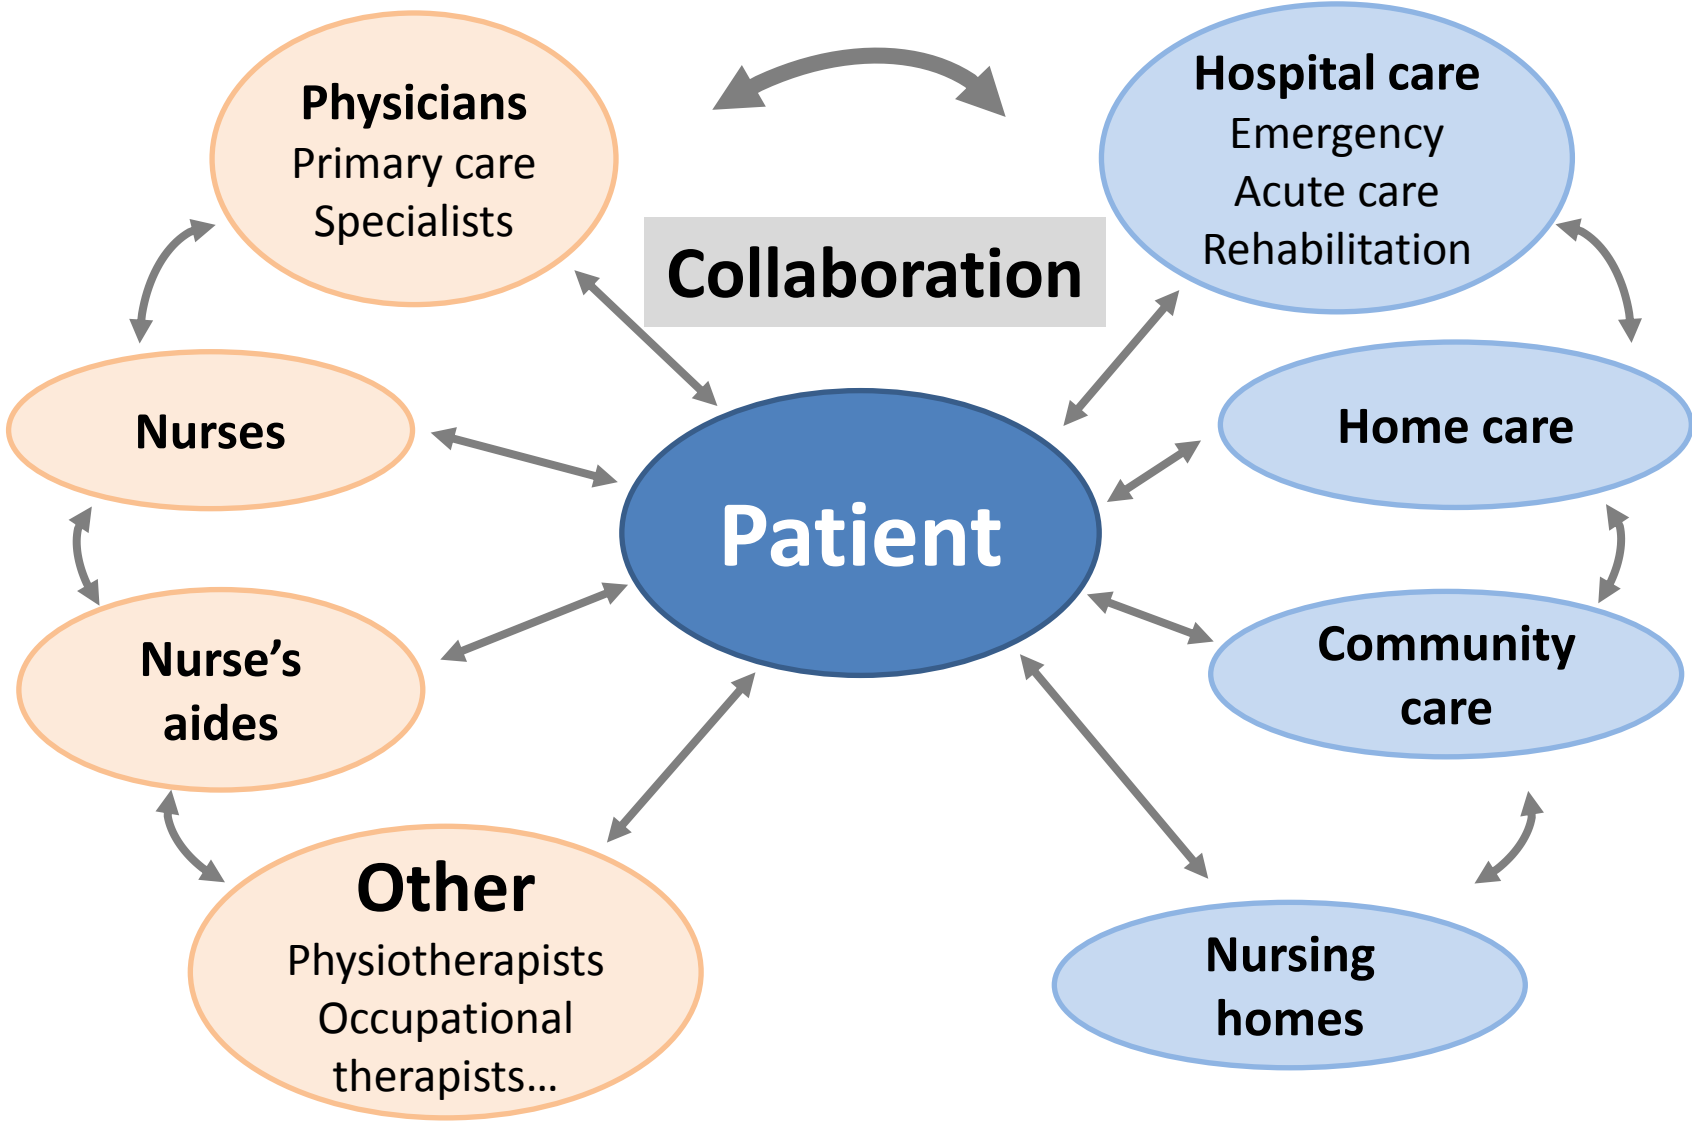 Physicians
Primary care
Specialists
Hospital care
Emergency
Acute care
Rehabilitation
Collaboration
Nurses
Home care
Patient
Nurse’s
aides
Community
care
Other
Physiotherapists
Occupational
therapists…
Nursing
homes